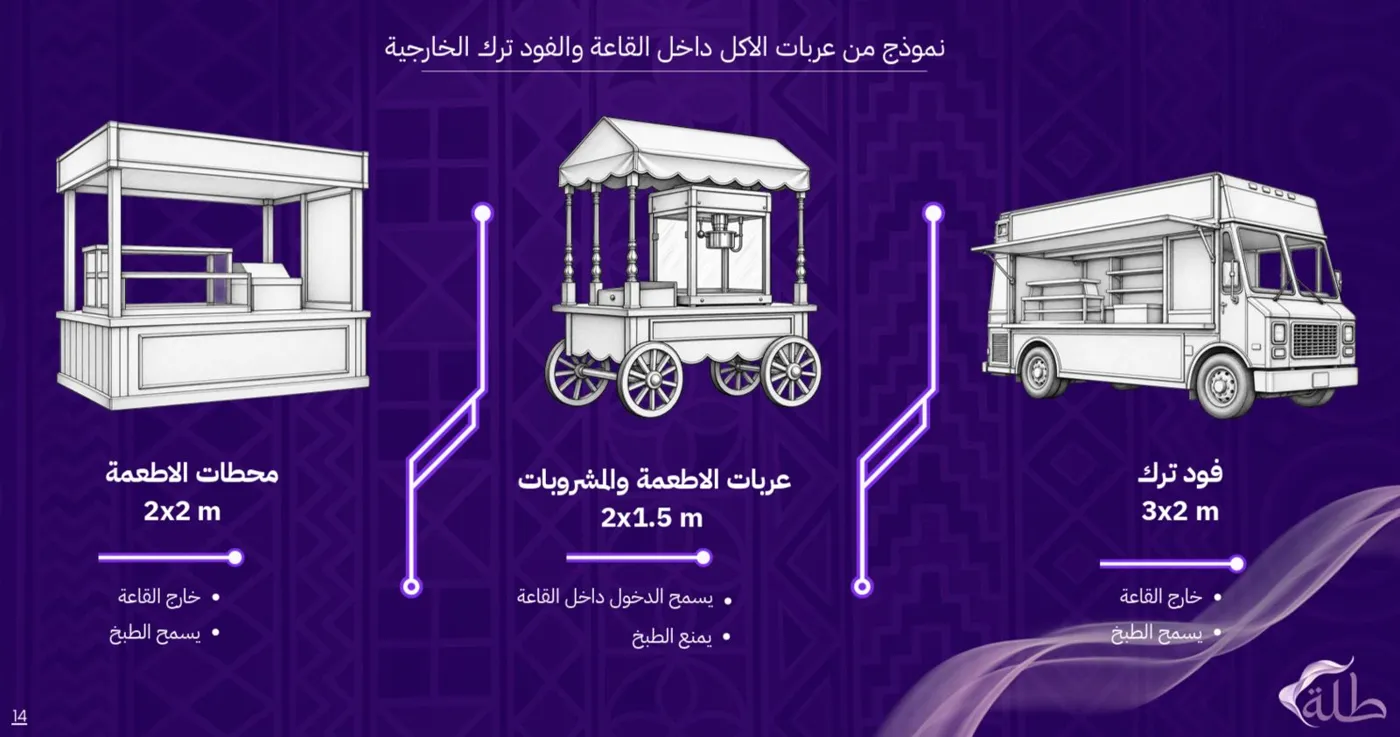 نموذج من عربات الاكل داخل القاعة والفود ترك الخارجية
فود ترك
3x2 m
• خارج القاعة
• يسمح الطبخ
عربات الاطعمة والمشروبات
2x1.5 m
• يسمح الدخول داخل القاعة
• يمنع الطبخ
محطات الاطعمة
2x2 m
• خارج القاعة
• يسمح الطبخ
طلة
14